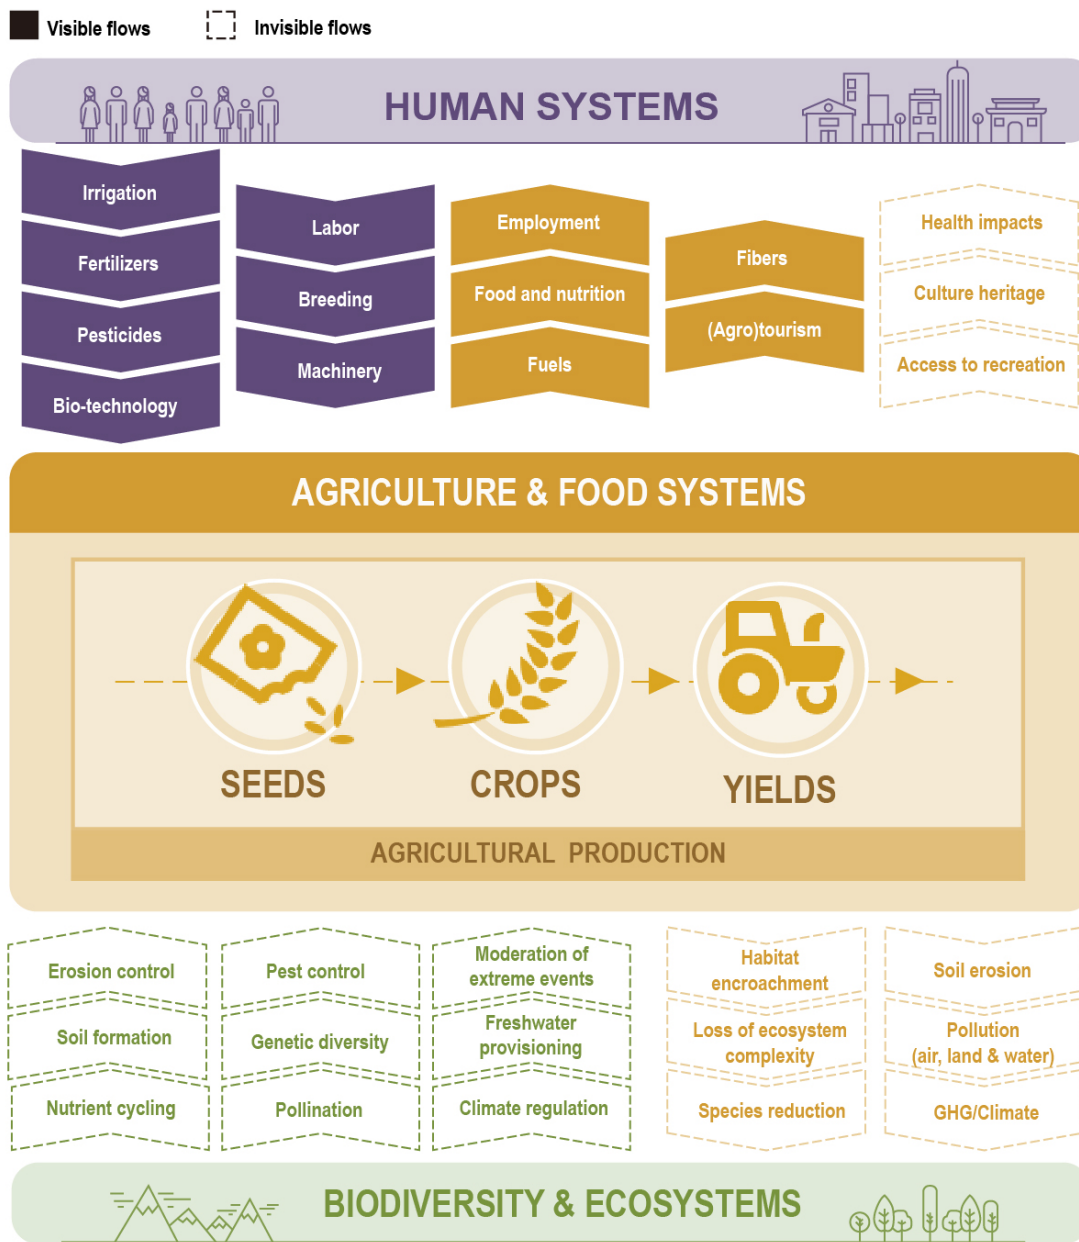 Visible flows
Invisible flows
HUMAN SYSTEMS
Irrigation
Fertilizers
Pesticides
Bio-technology
Labor
Breeding
Machinery
Employment
Food and nutrition
Fuels
Fibers
(Agro)tourism
Health impacts
Culture heritage
Access to recreation
AGRICULTURE & FOOD SYSTEMS
SEEDS
CROPS
YIELDS
AGRICULTURAL PRODUCTION
Erosion control
Soil formation
Nutrient cycling
Pest control
Genetic diversity
Pollination
Moderation of
extreme events
Freshwater
provisioning
Climate regulation
Habitat
encroachment
Loss of ecosystem
complexity
Species reduction
Soil erosion
Pollution
(air, land & water)
GHG/Climate
BIODIVERSITY & ECOSYSTEMS